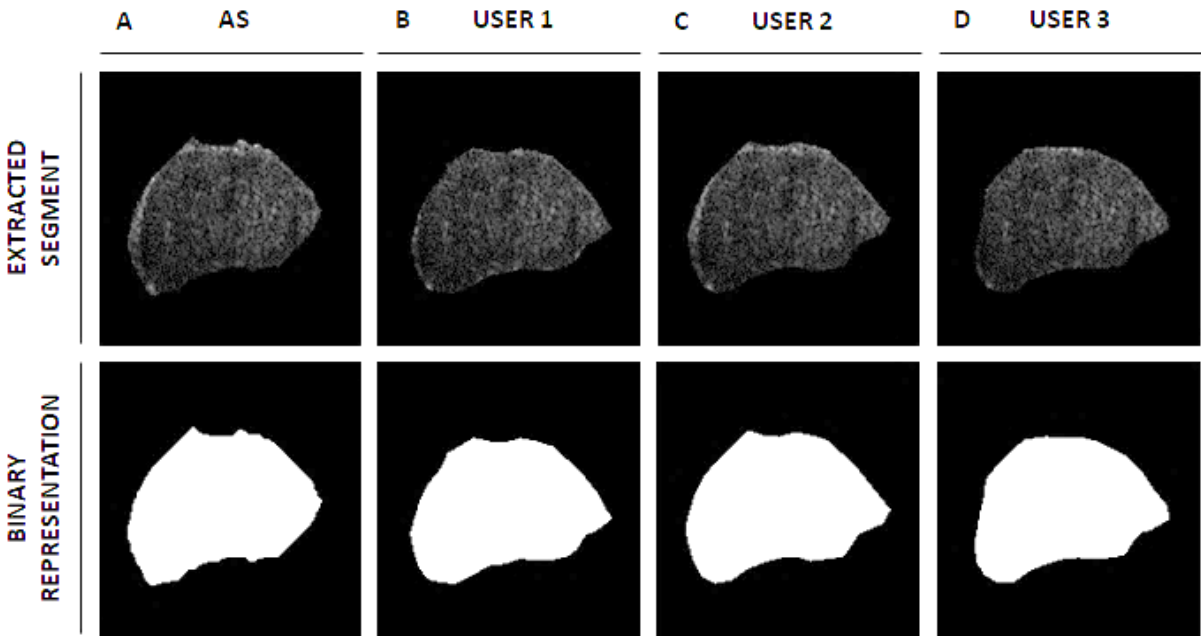 A AS B USER 1 C USER 2 D USER 3
EXTRACTED
SEGMENT
BINARY
REPRESENTATION